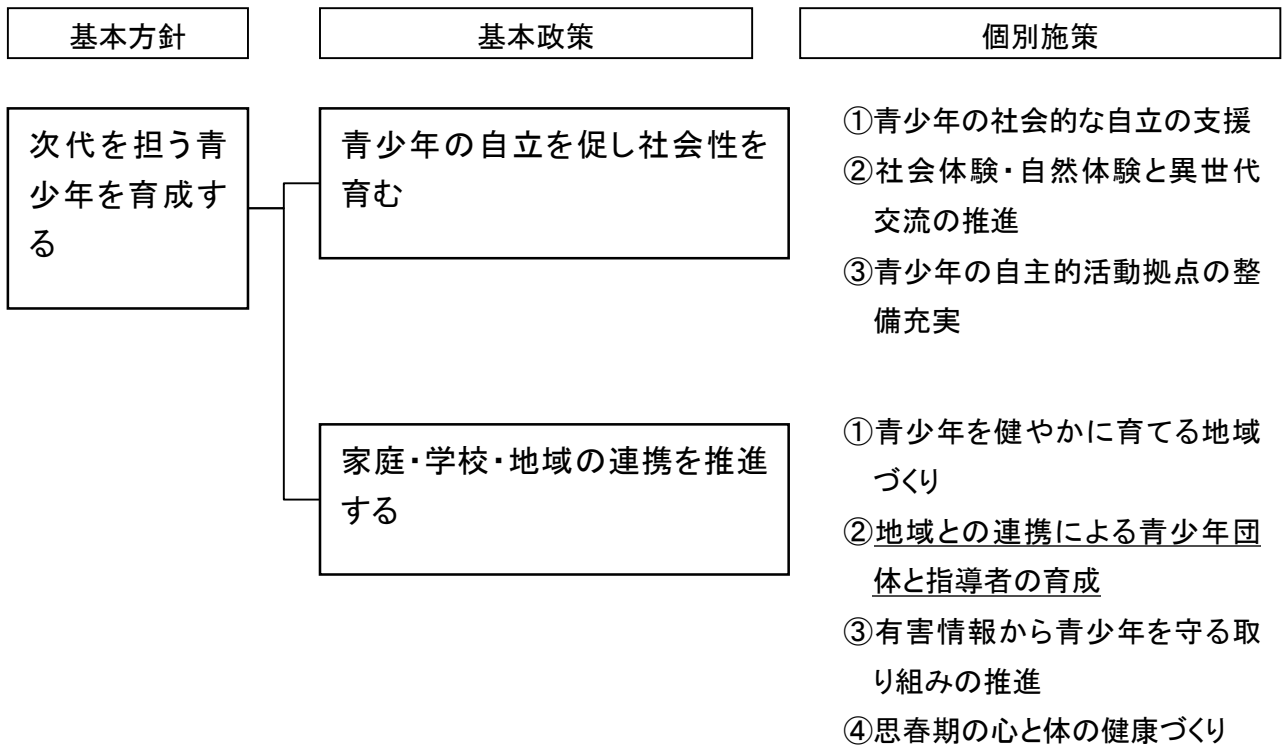 基本方針
基本政策
個別施策
次代を担う青
少年を育成す
る
青少年の自立を促し社会性を
育む
①青少年の社会的な自立の支援
②社会体験・自然体験と異世代
交流の推進
③青少年の自主的活動拠点の整
備充実
家庭・学校・地域の連携を推進
する
①青少年を健やかに育てる地域
づくり
②地域との連携による青少年団
体と指導者の育成
③有害情報から青少年を守る取
り組みの推進
④思春期の心と体の健康づくり